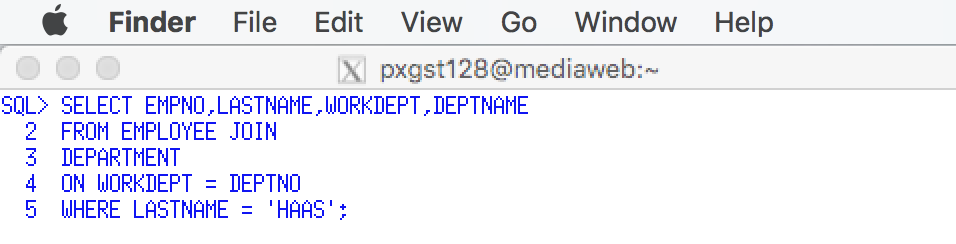 Finder File Edit View Go Window Help
pxgst128@mediaweb:~
SQL> SELECT EMPNO,LASTNAME,WORKDEPT,DEPTNAME
2 FROM EMPLOYEE JOIN
3 DEPARTMENT
4 ON WORKDEPT = DEPTNO
5 WHERE LASTNAME = 'HAAS';